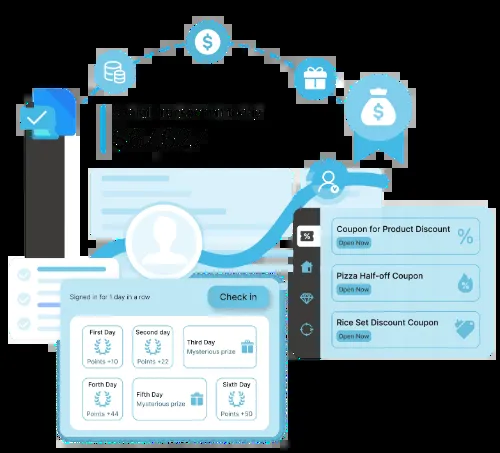 Coupon for Product Discount
Open Now
Pizza Half-off Coupon
Open Now
Rice Set Discount Coupon
Open Now
Signed in for 1 day in a row
Check in
First Day
Points +10
Second day
Points +22
Third Day
Mysterious prize
Forth Day
Points +44
Fifth Day
Mysterious prize
Sixth Day
Points +50